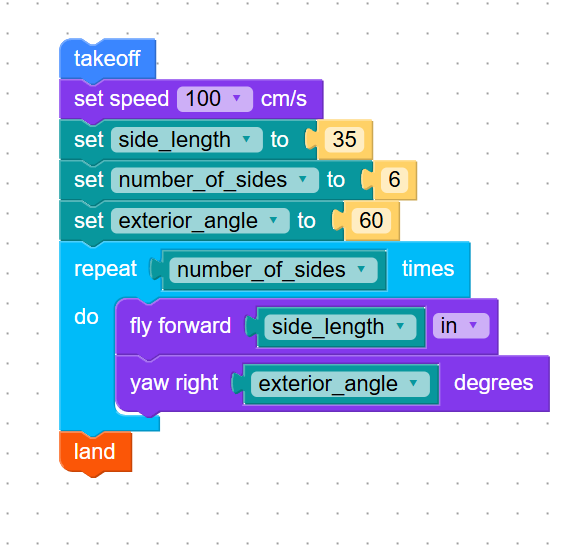 takeoff
set speed 100 cm/s
set side_length to 35
set number_of_sides to 6
set exterior_angle to 60
repeat number_of_sides times
do
fly forward side_length in
yaw right exterior_angle degrees
land